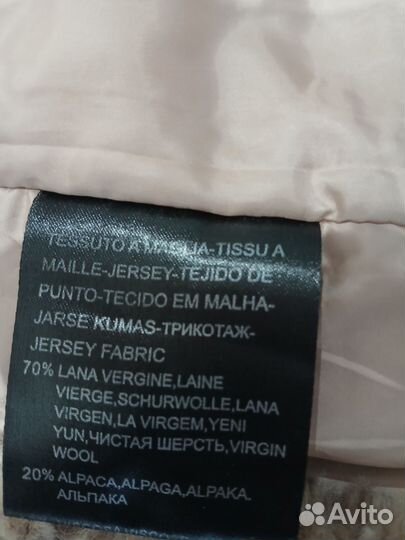 TESSUTO A MAGLIA-TISSU A
MAILLE-JERSEY-TEJIDO DE
PUNTO-TECIDO EM MALHA-
JARSE KUMAS-ТРИКОТАЖ-
JERSEY FABRIC
70% LANA VERGINE,LAINE
VIERGE,SCHURWOLLE,LANA
VIRGEN,LA VIRGEM,YENI
YUN,ЧИСТАЯ ШЕРСТЬ,VIRGIN
WOOL
20% ALPACA,ALPAGA,ALPAKA.
АЛЬПАКА
Avito